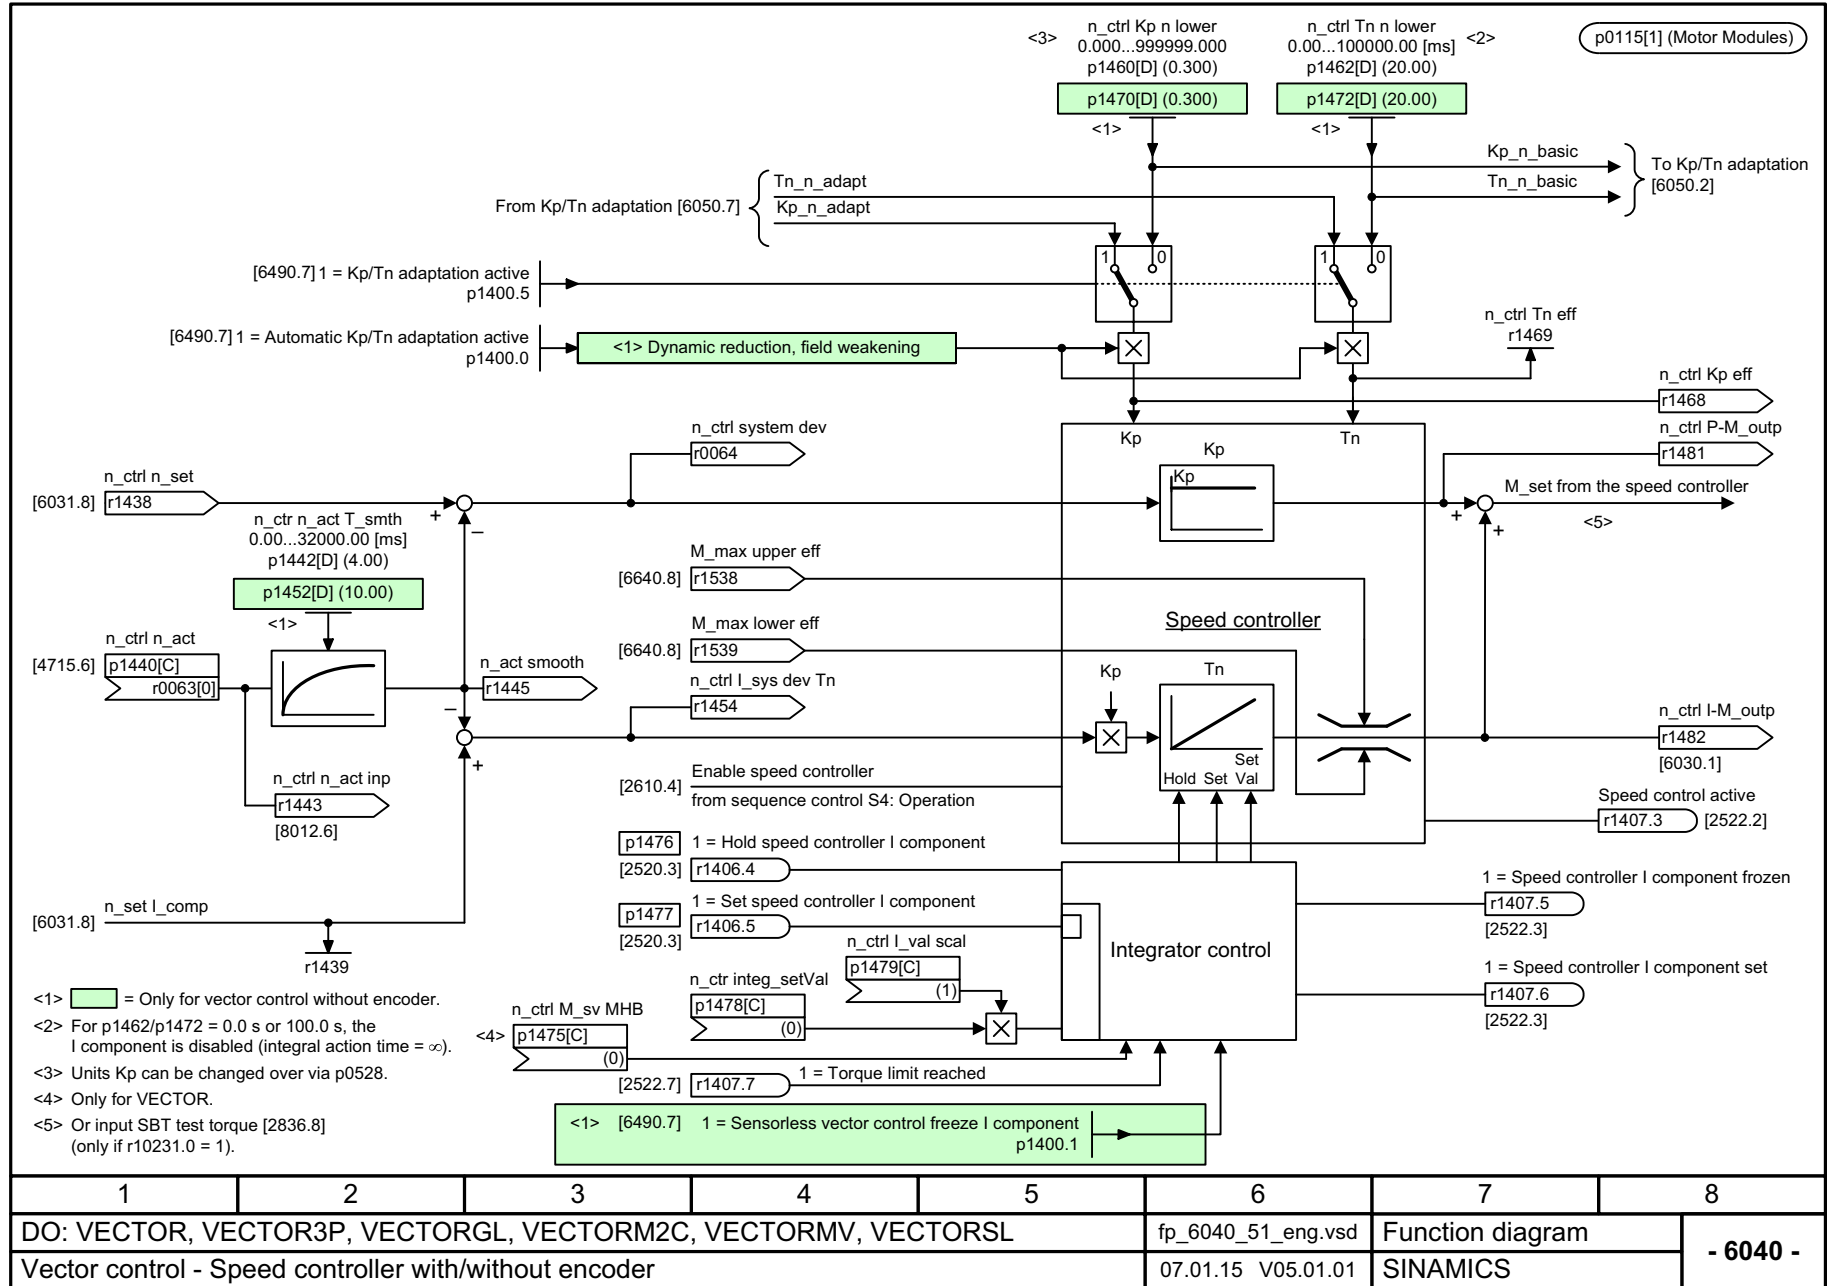 <3>
n_ctrl Kp n lower
0.000...999999.000
p1460[D] (0.300)
p1470[D] (0.300)
<1>
n_ctrl Tn n lower
0.00...100000.00 [ms]
<2>
p1462[D] (20.00)
p1472[D] (20.00)
<1>
p0115[1] (Motor Modules)
Kp_n_basic
Tn_n_basic
To Kp/Tn adaptation
[6050.2]
From Kp/Tn adaptation [6050.7]
Tn_n_adapt
Kp_n_adapt
1
0
1
0
[6490.7] 1 = Kp/Tn adaptation active
p1400.5
[6490.7] 1 = Automatic Kp/Tn adaptation active
p1400.0
<1> Dynamic reduction, field weakening
n_ctrl Tn eff
r1469
n_ctrl Kp eff
r1468
n_ctrl P-M_outp
r1481
n_ctrl system dev
r0064
Kp
Tn
Kp
Kp
[6031.8]
n_ctrl n_set
r1438
+
–
M_set from the speed controller
<5>
+
+
n_ctr n_act T_smth
0.00...32000.00 [ms]
p1442[D] (4.00)
p1452[D] (10.00)
<1>
M_max upper eff
[6640.8] r1538
M_max lower eff
[6640.8] r1539
Speed controller
n_ctrl n_act
[4715.6]
p1440[C]
r0063[0]
n_act smooth
r1445
–
+
n_ctrl I_sys dev Tn
r1454
Kp
Tn
Hold
Set
Set
Val
n_ctrl I-M_outp
r1482
[6030.1]
n_ctrl n_act inp
r1443
[8012.6]
[2610.4]
Enable speed controller
from sequence control S4: Operation
Speed control active
r1407.3
[2522.2]
p1476
1 = Hold speed controller I component
[2520.3] r1406.4
p1477
1 = Set speed controller I component
r1406.5
[2520.3]
Integrator control
1 = Speed controller I component frozen
r1407.5
[2522.3]
1 = Speed controller I component set
r1407.6
[2522.3]
[6031.8]
n_set I_comp
r1439
n_ctrl I_val scal
p1479[C]
(1)
n_ctr integ_setVal
p1478[C]
(0)
n_ctrl M_sv MHB
<4>
p1475[C]
(0)
[2522.7] r1407.7
1 = Torque limit reached
<1> [6490.7] 1 = Sensorless vector control freeze I component
p1400.1
<1> = Only for vector control without encoder.
<2> For p1462/p1472 = 0.0 s or 100.0 s, the
I component is disabled (integral action time = ∞).
<3> Units Kp can be changed over via p0528.
<4> Only for VECTOR.
<5> Or input SBT test torque [2836.8]
(only if r10231.0 = 1).
1 2 3 4 5 6 7 8
DO: VECTOR, VECTOR3P, VECTORGL, VECTORM2C, VECTORMV, VECTORSL
fp_6040_51_eng.vsd
Function diagram
- 6040 -
Vector control - Speed controller with/without encoder
07.01.15 V05.01.01
SINAMICS